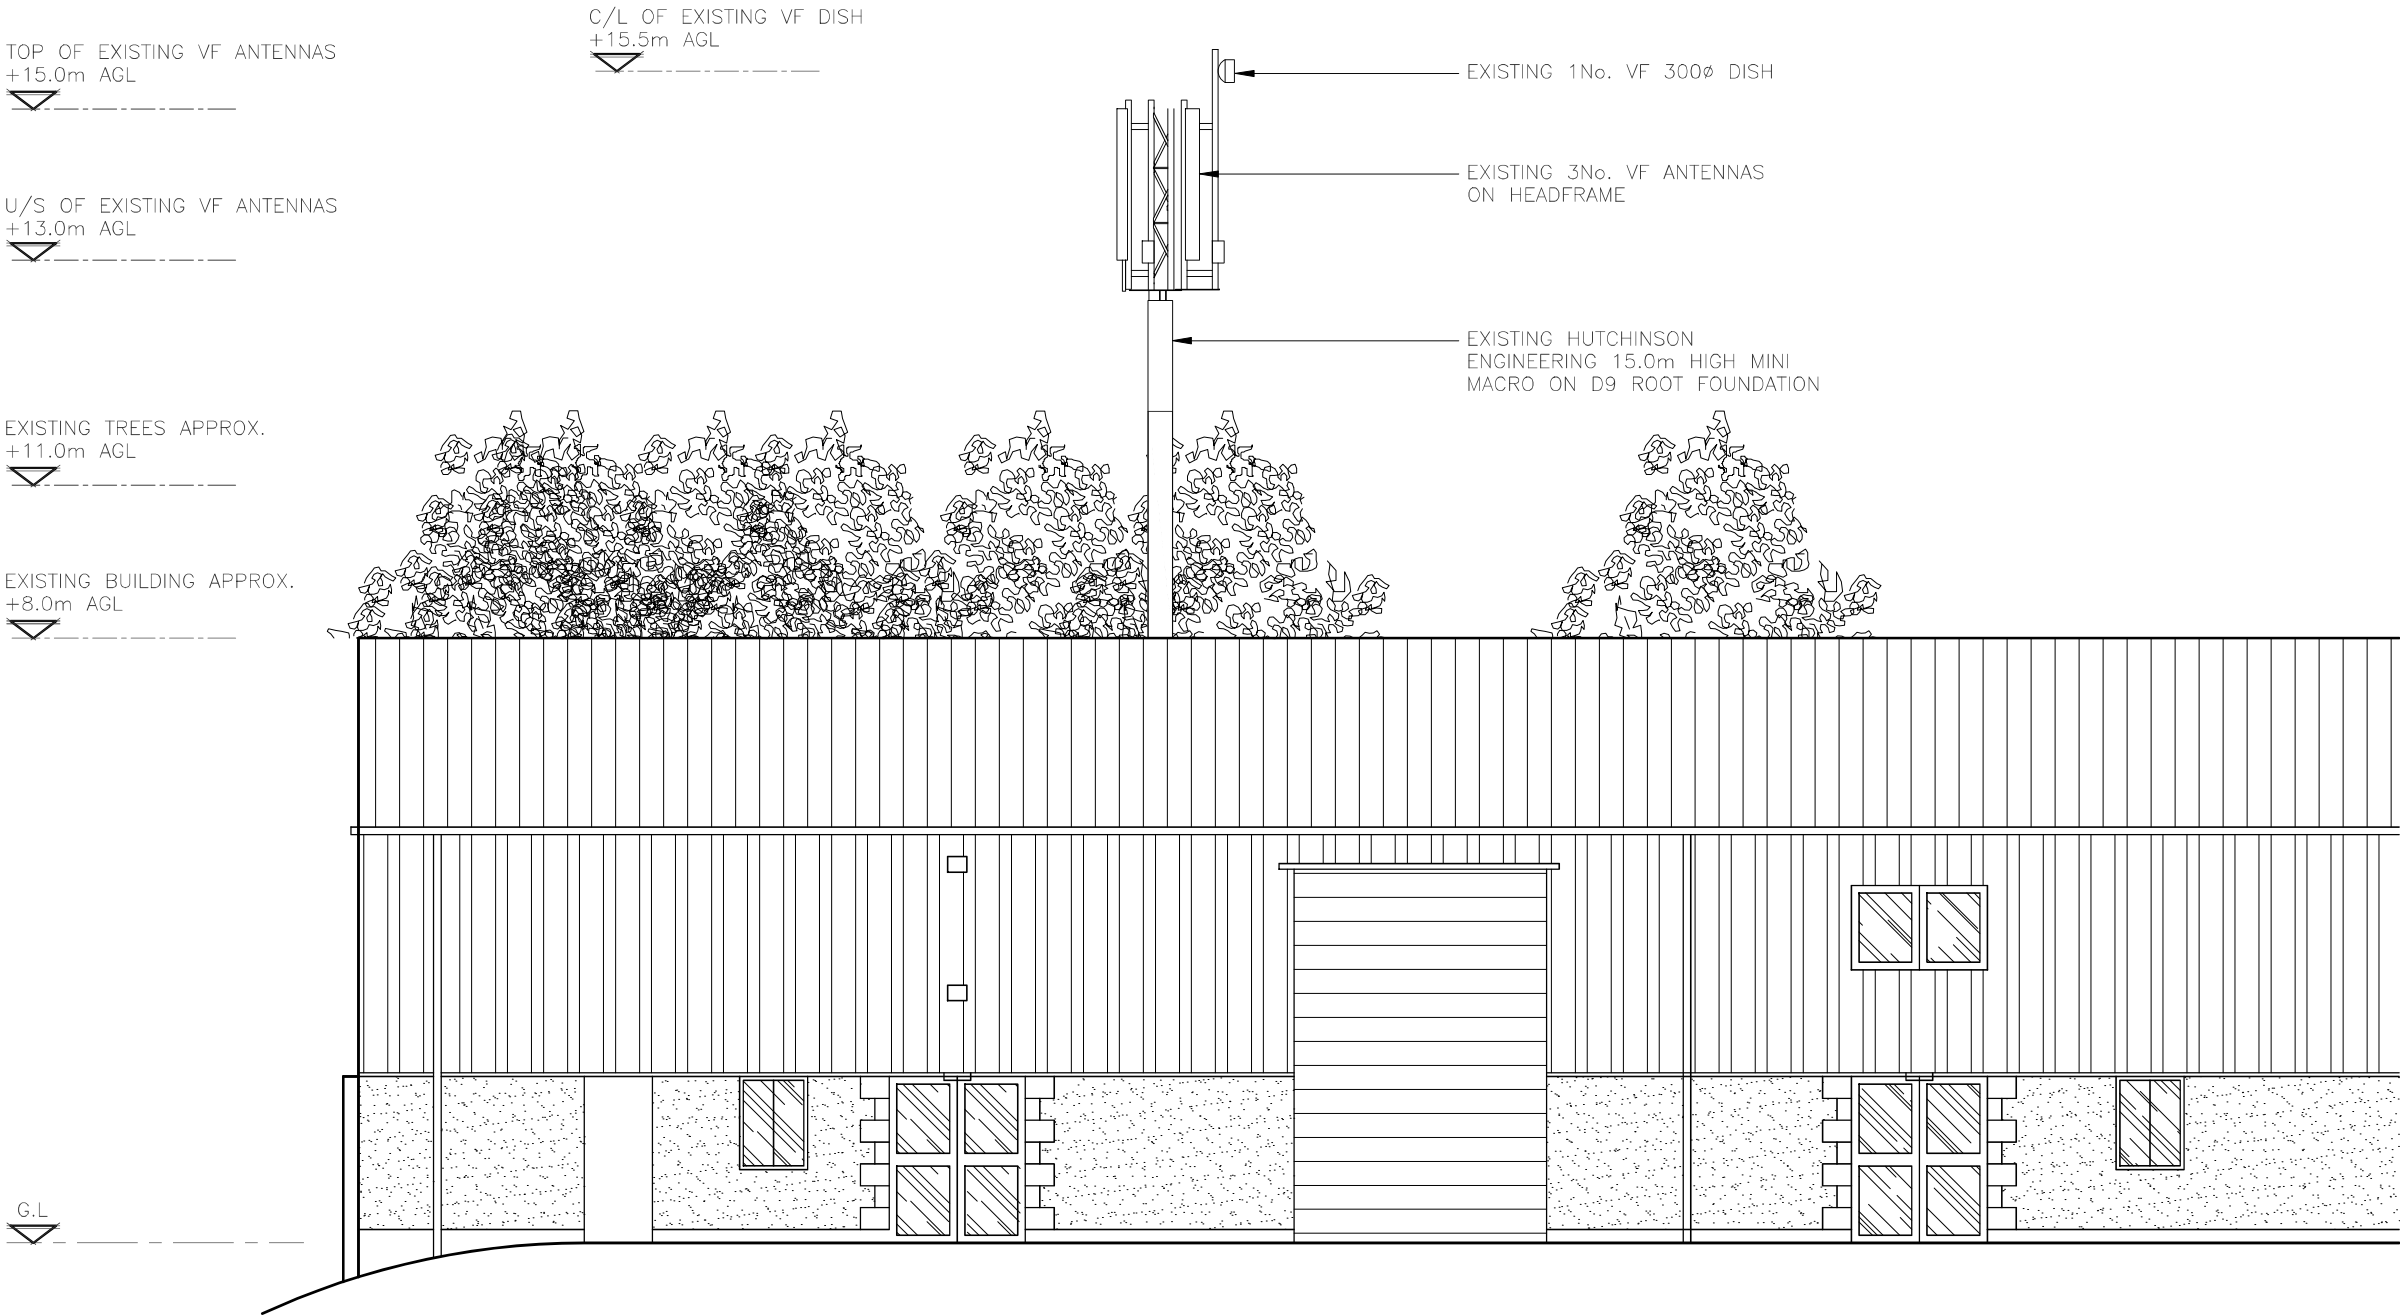 C/L OF EXISTING VF DISH
+15.5m AGL
TOP OF EXISTING VF ANTENNAS
+15.0m AGL
EXISTING 1No. VF 300ø DISH
EXISTING 3No. VF ANTENNAS
ON HEADFRAME
U/S OF EXISTING VF ANTENNAS
+13.0m AGL
EXISTING HUTCHINSON
ENGINEERING 15.0m HIGH MINI
MACRO ON D9 ROOT FOUNDATION
EXISTING TREES APPROX.
+11.0m AGL
EXISTING BUILDING APPROX.
+8.0m AGL
G.L